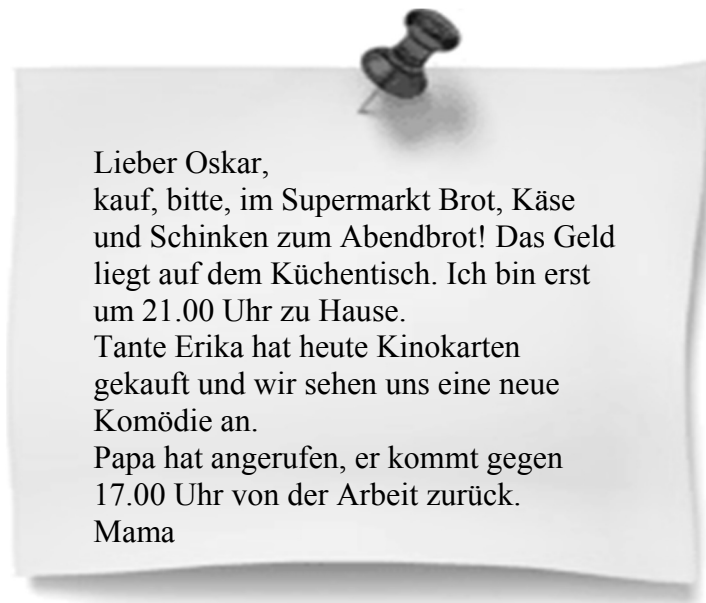 Lieber Oskar,
kauf, bitte, im Supermarkt Brot, Käse
und Schinken zum Abendbrot! Das Geld
liegt auf dem Küchentisch. Ich bin erst
um 21.00 Uhr zu Hause.
Tante Erika hat heute Kinokarten
gekauft und wir sehen uns eine neue
Komödie an.
Papa hat angerufen, er kommt gegen
17.00 Uhr von der Arbeit zurück.
Mama